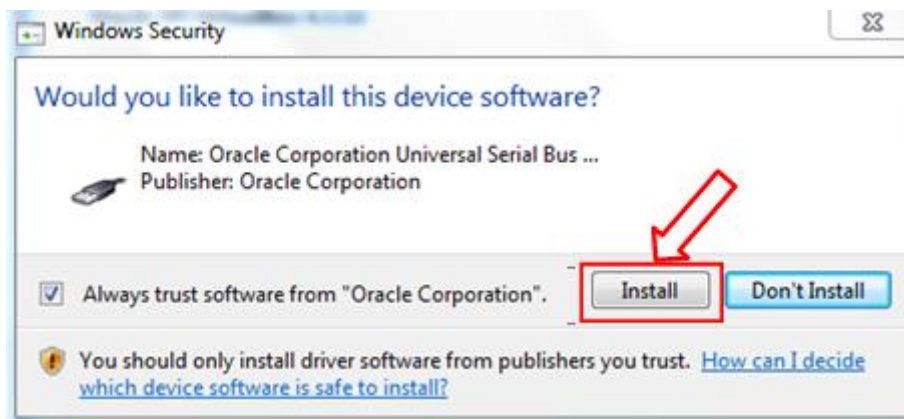 Windows Security
Would you like to install this device software?
Name: Oracle Corporation Universal Serial Bus ...
Publisher: Oracle Corporation
Always trust software from "Oracle Corporation".
Install
Don't Install
You should only install driver software from publishers you trust. How can I decide
which device software is safe to install?